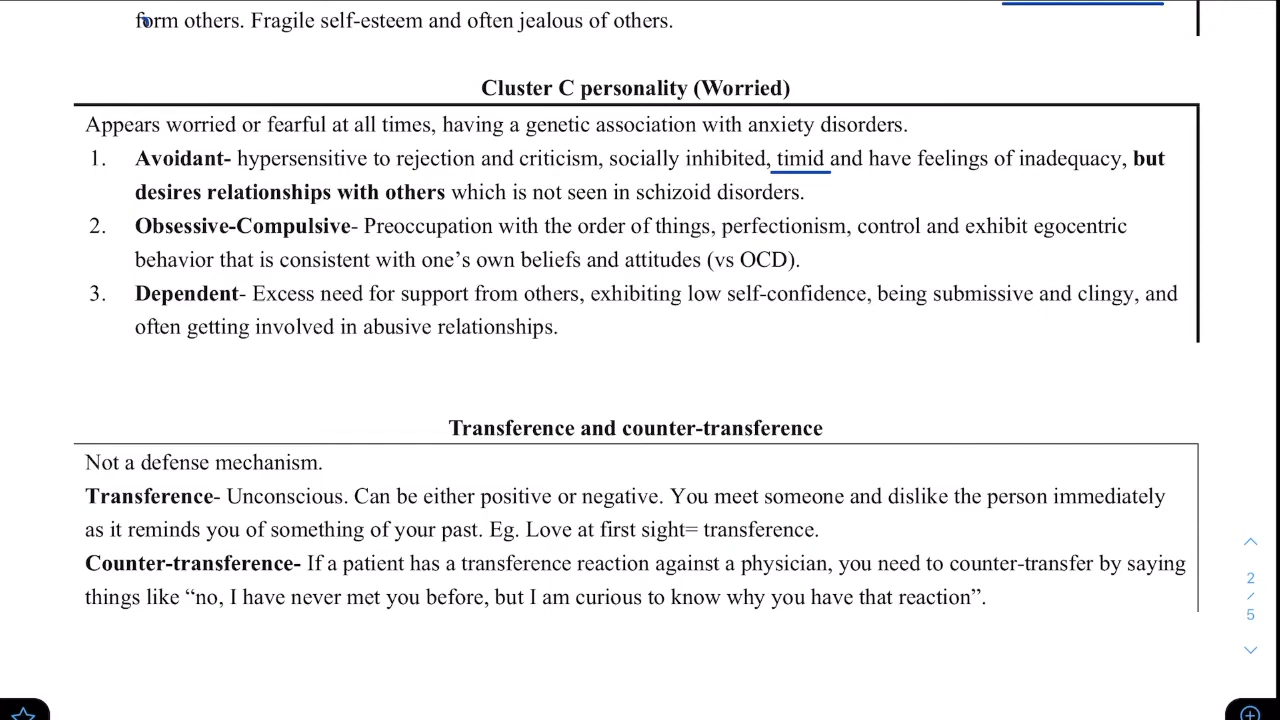 form others. Fragile self-esteem and often jealous of others.
Cluster C personality (Worried)
Appears worried or fearful at all times, having a genetic association with anxiety disorders.
1. Avoidant- hypersensitive to rejection and criticism, socially inhibited, timid and have feelings of inadequacy, but
desires relationships with others which is not seen in schizoid disorders.
2. Obsessive-Compulsive- Preoccupation with the order of things, perfectionism, control and exhibit egocentric
behavior that is consistent with one’s own beliefs and attitudes (vs OCD).
3. Dependent- Excess need for support from others, exhibiting low self-confidence, being submissive and clingy, and
often getting involved in abusive relationships.
Transference and counter-transference
Not a defense mechanism.
Transference- Unconscious. Can be either positive or negative. You meet someone and dislike the person immediately
as it reminds you of something of your past. Eg. Love at first sight= transference.
Counter-transference- If a patient has a transference reaction against a physician, you need to counter-transfer by saying
things like “no, I have never met you before, but I am curious to know why you have that reaction”.
2
/
5